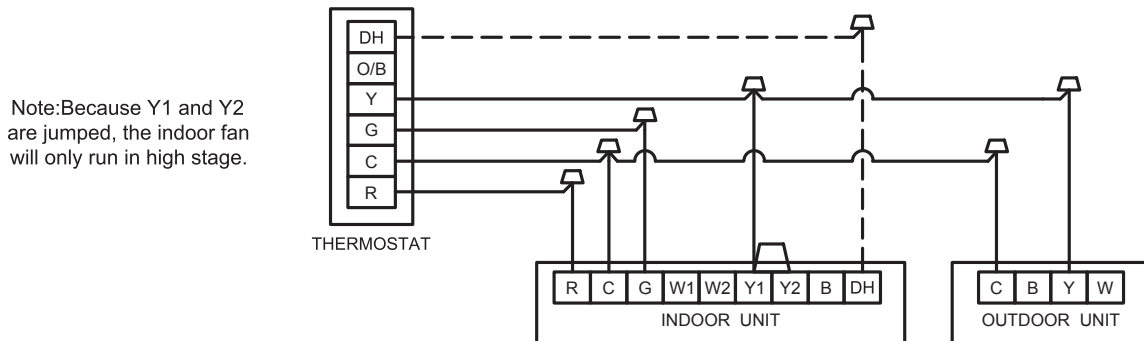 Note:Because Y1 and Y2
are jumped, the indoor fan
will only run in high stage.
DH
O/B
Y
G
C
R
THERMOSTAT
R C G W1 W2 Y1 Y2 B DH
INDOOR UNIT
C B Y W
OUTDOOR UNIT